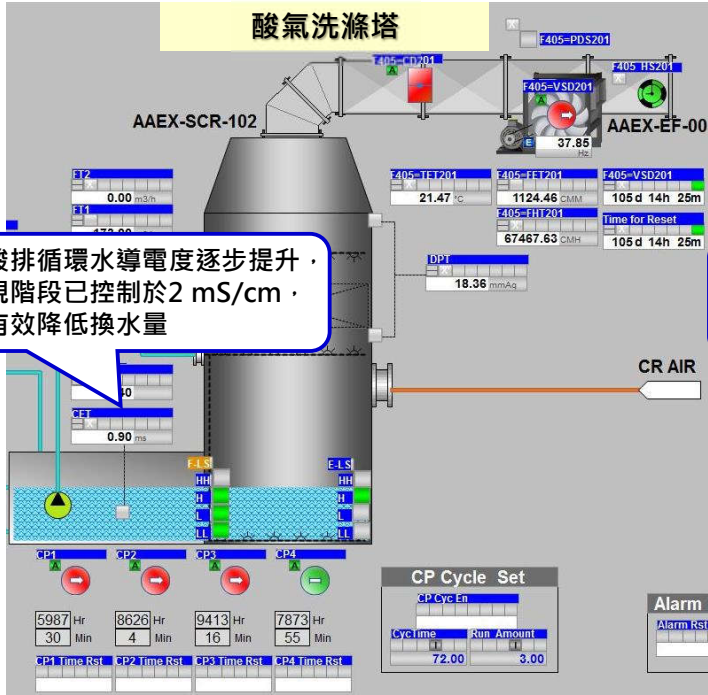 酸氣洗滌塔
F405=PDS201
F405=CD201
A
F405=HS201
F405=VSD201
A
AAEX-SCR-102
AAEX-EF-00
E
37.85
Hz
FT2
0.00 m3/h
FT1
F405=TET201
21.47 °C
F405=FET201
1124.46 CMM
F405=VSD201
105 d 14h 25m
F405=FHT201
67467.63 CMH
Time for Reset
105 d 14h 25m
酸排循環水導電度逐步提升，
現階段已控制於2 mS/cm，
有效降低換水量
DPT
18.36 mmAq
CR AIR
CET
0.90 ms
E-LS
HH
H
L
LL
E-LS
HH
H
L
LL
CP1 CP2 CP3 CP4
A A A A
5987 Hr 8626 Hr 9413 Hr 7873 Hr
30 Min 4 Min 16 Min 55 Min
CP1 Time Rst CP2 Time Rst CP3 Time Rst CP4 Time Rst
CP Cycle Set
CP Cyc En
CycTime Run Amount
72.00 3.00
Alarm
Alarm Rst